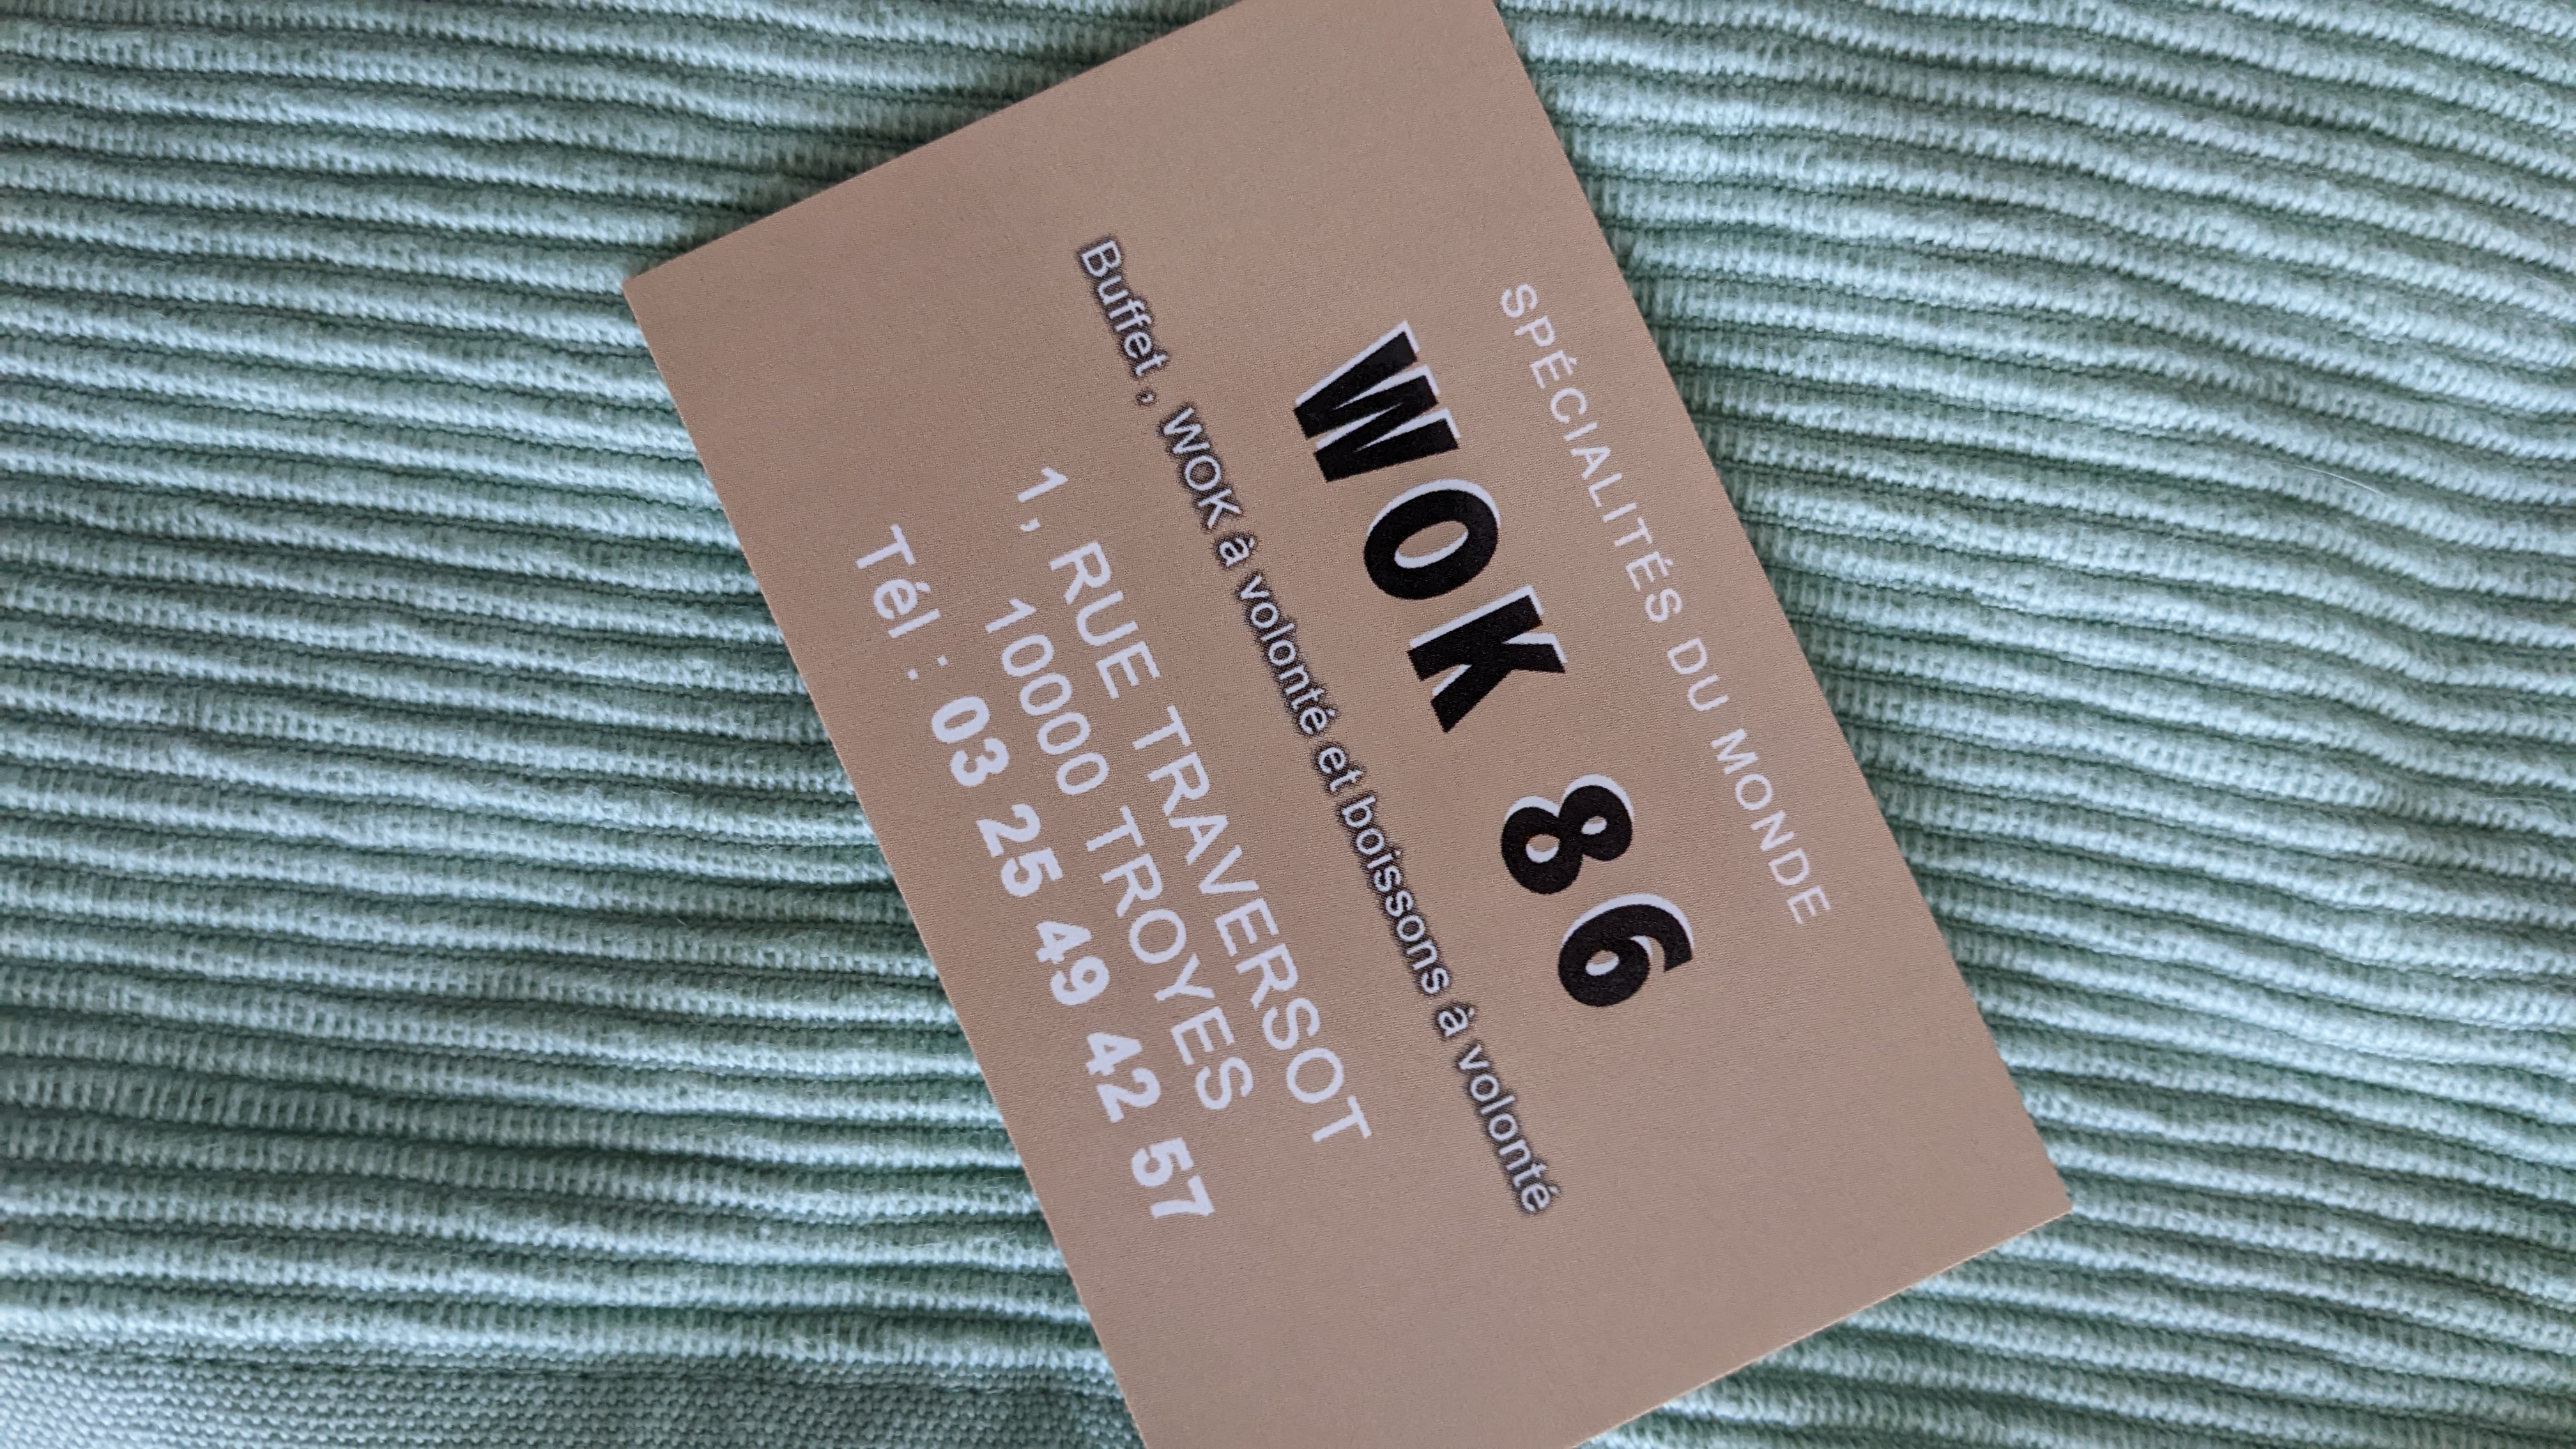 SPÉCIALITÉS DU MONDE
WOK 86
Buffet , WOK à volonté et boissons à volonté
1, RUE TRAVERSOT
10000 TROYES
Tél : 03 25 49 42 57